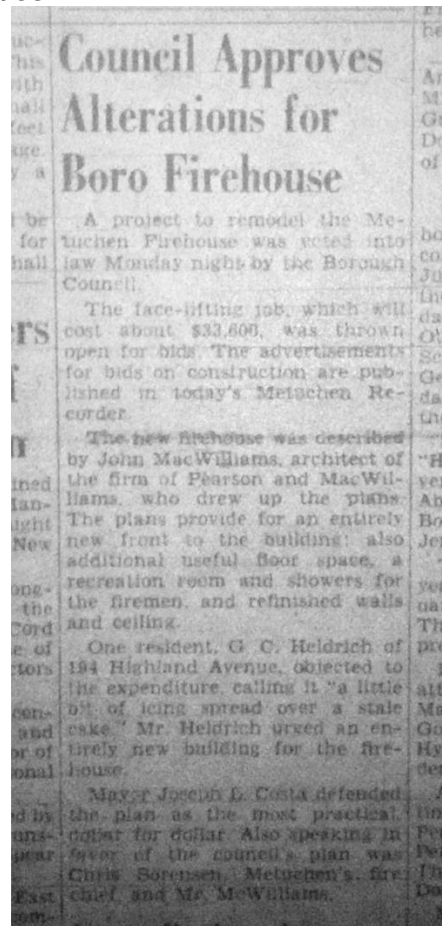 Council Approves
Alterations for
Boro Firehouse
A project to remodel the Me-
tuchen Firehouse was voted into
law Monday night by the Borough
Council.
The face-lifting job, which will
cost about $33,600, was thrown
open for bids. The advertisements
for bids on construction are pub-
lished in today's Metuchen Re-
corder.
The new firehouse was described
by John MacWilliams, architect of
the firm of Pearson and MacWil-
liams, who drew up the plans.
The plans provide for an entirely
new front to the building; also
additional useful floor space, a
recreation room and showers for
the firemen, and refinished walls
and ceiling.
One resident, G. C. Heldrich of
194 Highland Avenue, objected to
the expenditure, calling it "a little
bit of icing spread over a stale
cake." Mr. Heldrich urged an en-
tirely new building for the fire-
house.
Mayor Joseph L. Costa defended
the plan as the most practical,
dollar for dollar. Also speaking in
favor of the council's plan was
Chris Sorensen, Metuchen's fire
chief, and Mr. McWilliams.